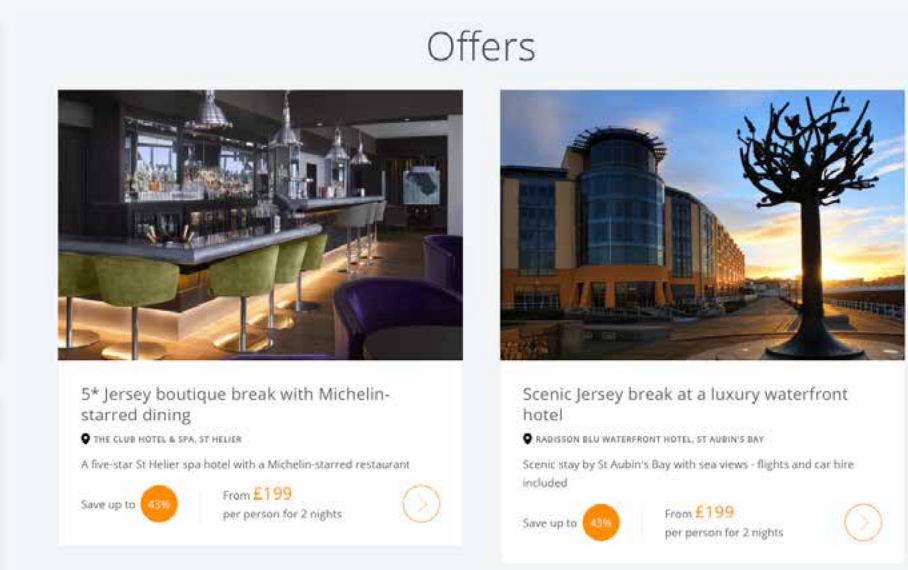 Offers
5* Jersey boutique break with Michelin-
starred dining
THE CLUB HOTEL & SPA, ST HELIER
A five-star St Helier spa hotel with a Michelin-starred restaurant
Save up to 43%
From £199
per person for 2 nights
Scenic Jersey break at a luxury waterfront
hotel
RADISSON BLU WATERFRONT HOTEL, ST AUBIN'S BAY
Scenic stay by St Aubin's Bay with sea views - flights and car hire
included
Save up to 43%
From £199
per person for 2 nights